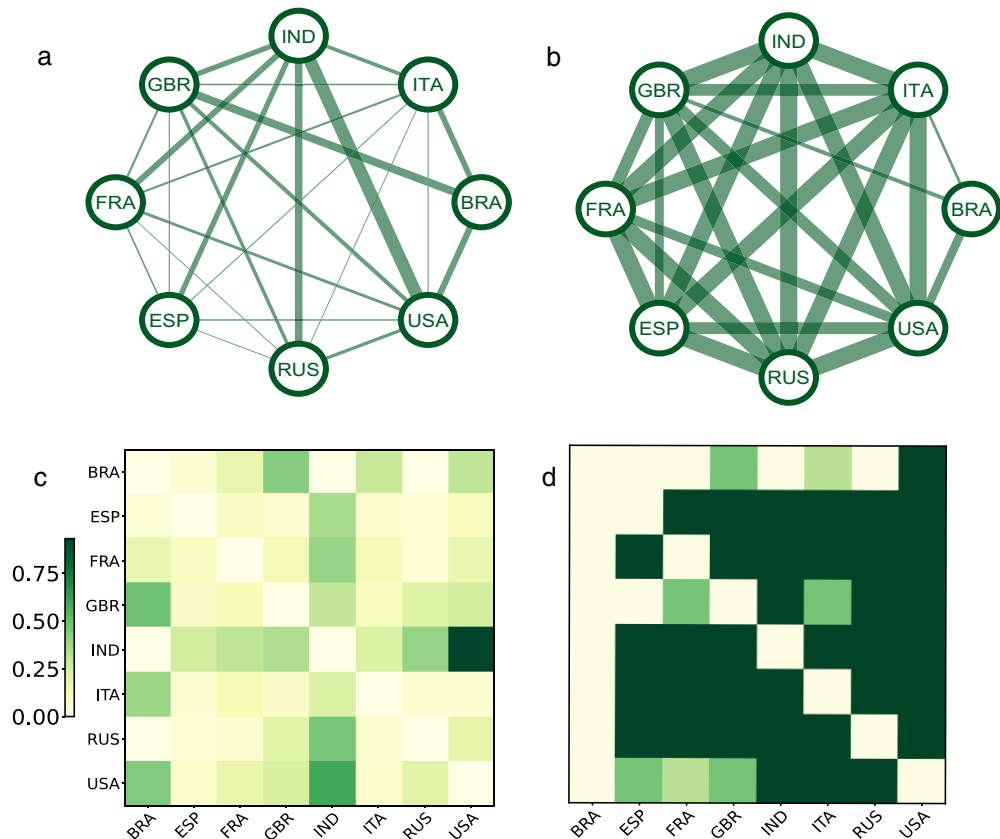 a
IND
GBR
ITA
FRA
BRA
ESP
USA
RUS
b
IND
GBR
ITA
FRA
BRA
ESP
USA
RUS
c
BRA
ESP
FRA
GBR
IND
ITA
RUS
USA
0.75
0.50
0.25
0.00
BRA ESP FRA GBR IND ITA RUS USA
d
BRA ESP FRA GBR IND ITA RUS USA